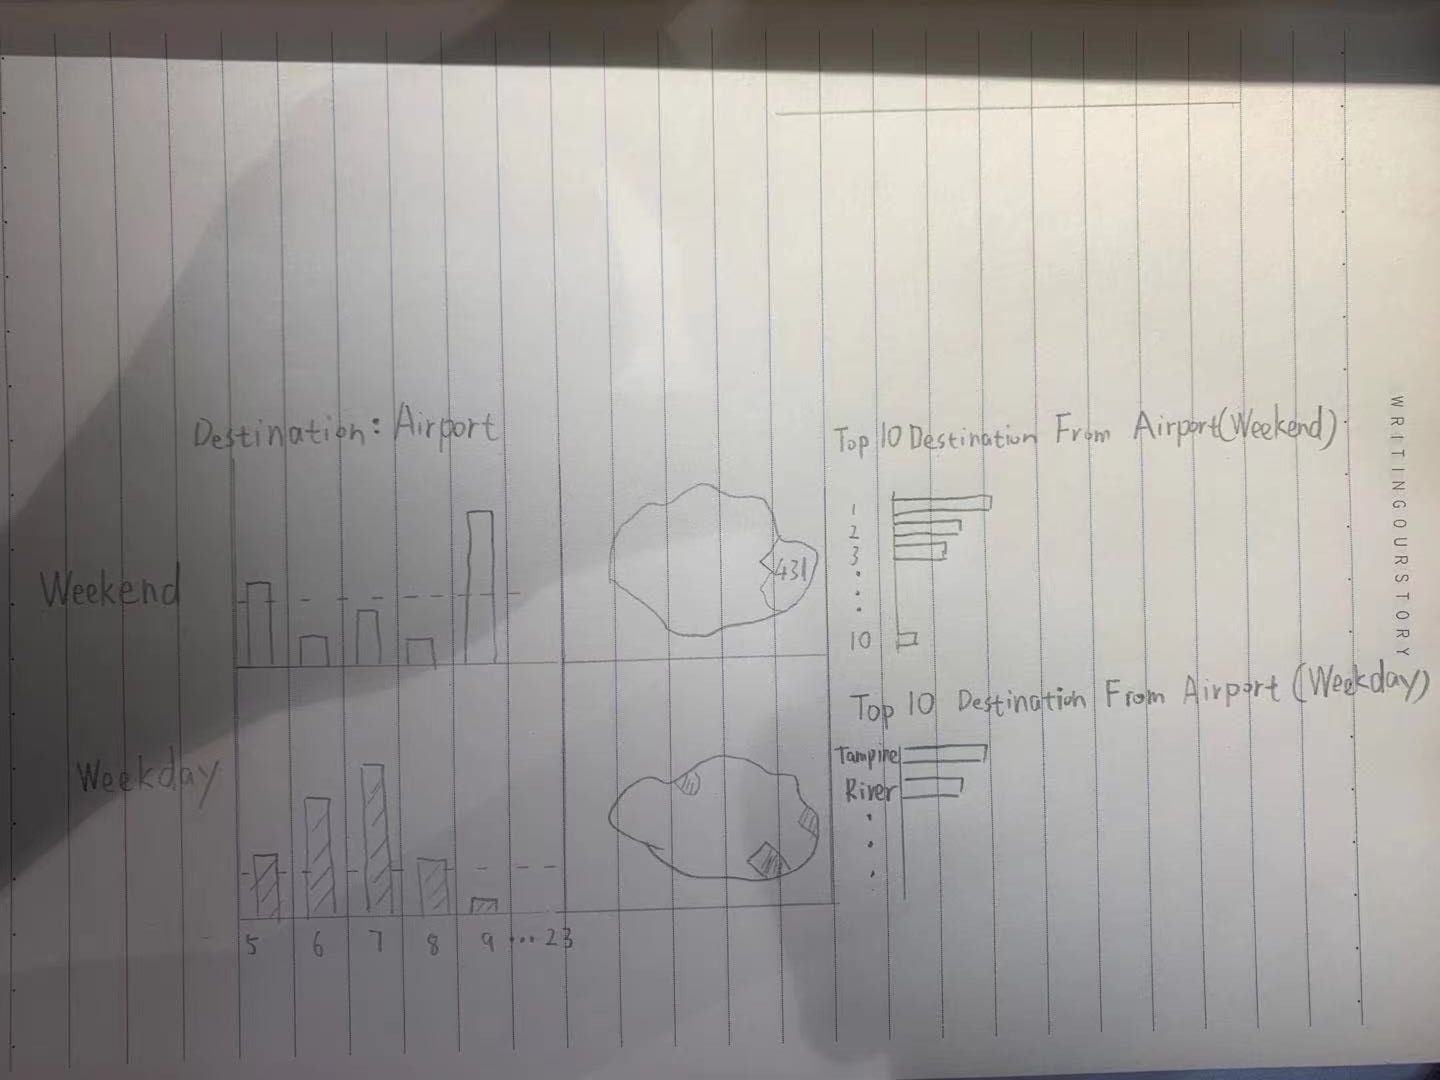 Destination: Airport
Weekend
431
Weekday
5 6 7 8 9 ... 23
Top 10 Destination From Airport (Weekend)
1
2
3
10
Top 10 Destination From Airport (Weekday)
Tampine
River
WRITINGOURSTORY